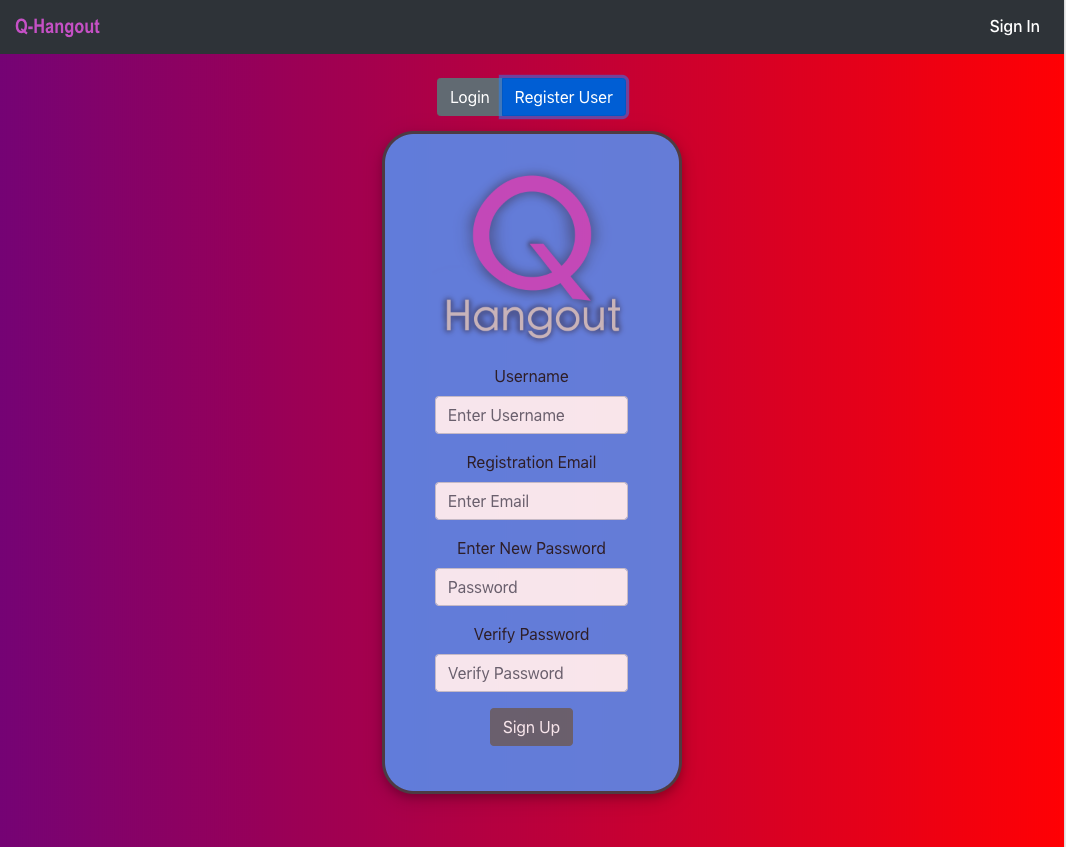 Q-Hangout
Sign In
Login
Register User
Q
Hangout
Username
Enter Username
Registration Email
Enter Email
Enter New Password
Password
Verify Password
Verify Password
Sign Up